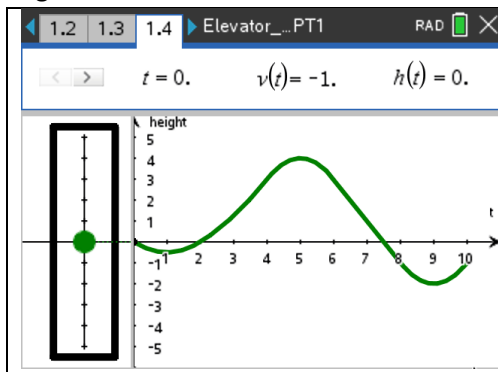 1.2 1.3 1.4 Elevator_...PT1 RAD
t = 0. v(t)= -1. h(t) = 0.
height
5
4
3
2
1
t
-1 1 2 3 4 5 6 7 8 9 10
-2
-3
-4
-5